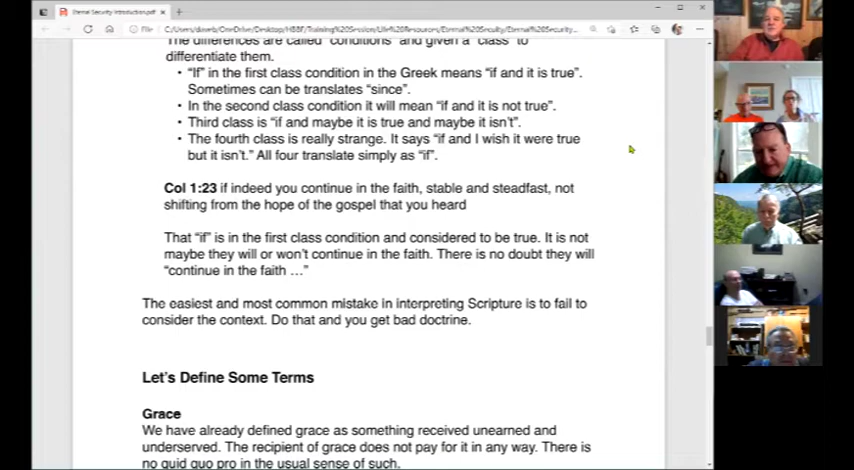 Eternal Security Introduction.pdf
File
The differences are called "conditions" and given a "class" to
differentiate them.
• "If" in the first class condition in the Greek means "if and it is true".
Sometimes can be translates "since".
• In the second class condition it will mean "if and it is not true".
• Third class is "if and maybe it is true and maybe it isn't".
• The fourth class is really strange. It says "if and I wish it were true
but it isn't." All four translate simply as "if".
Col 1:23 if indeed you continue in the faith, stable and steadfast, not
shifting from the hope of the gospel that you heard
That "if" is in the first class condition and considered to be true. It is not
maybe they will or won't continue in the faith. There is no doubt they will
"continue in the faith ..."
The easiest and most common mistake in interpreting Scripture is to fail to
consider the context. Do that and you get bad doctrine.
Let's Define Some Terms
Grace
We have already defined grace as something received unearned and
underserved. The recipient of grace does not pay for it in any way. There is
no quid quo pro in the usual sense of such.